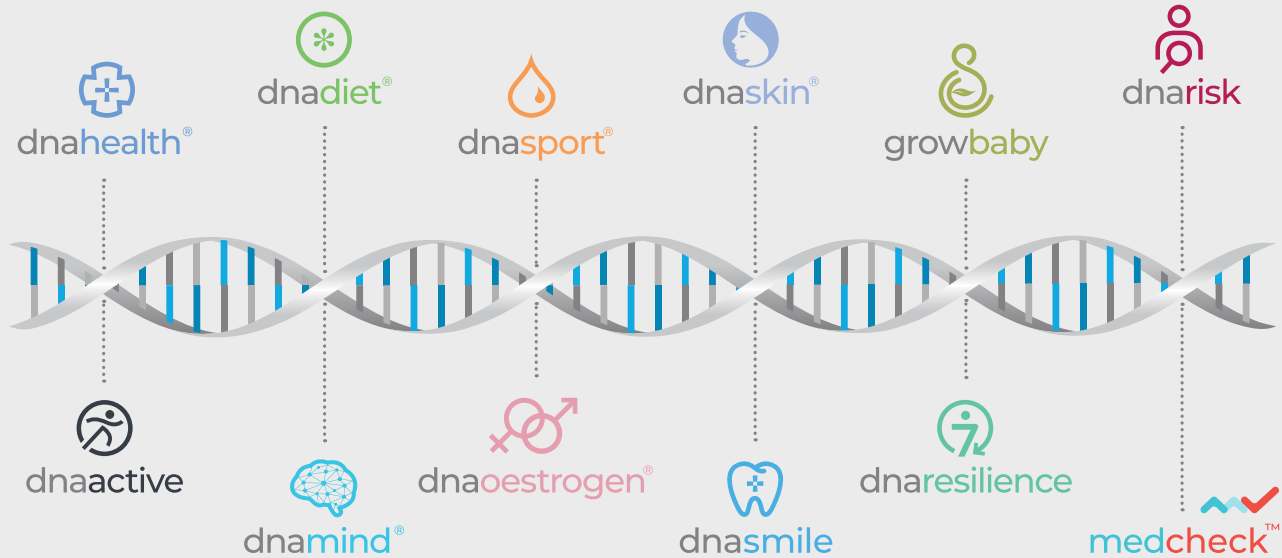 dnahealth®
dnadiet®
dnasport®
dnaskin®
growbaby
dnarisk
dnaactive
dnamind®
dnaoestrogen®
dnasmile
dnaresilience
medcheck™